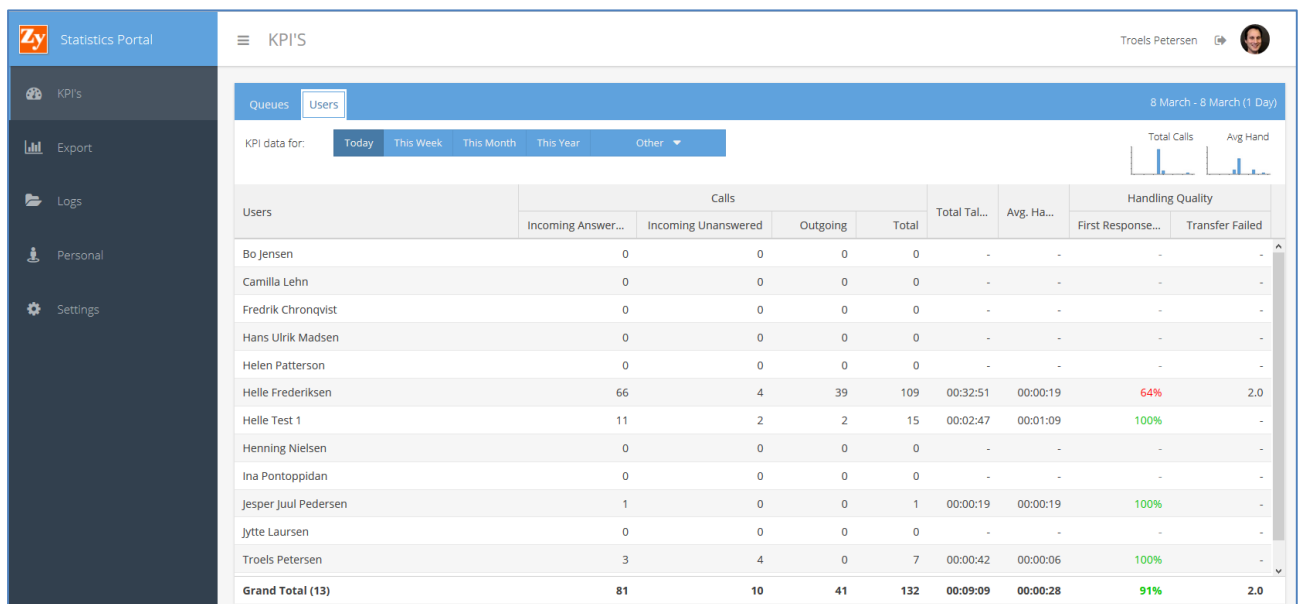 Zy Statistics Portal ≡ KPI'S Troels Petersen
KPI's
Export
Logs
Personal
Settings
Queues Users 8 March - 8 March (1 Day)
KPI data for: Today This Week This Month This Year Other Total Calls Avg Hand
Users Calls Total Tal... Avg. Ha... Handling Quality
Incoming Answer... Incoming Unanswered Outgoing Total First Response... Transfer Failed
Bo Jensen 0 0 0 0 - - - -
Camilla Lehn 0 0 0 0 - - - -
Fredrik Chronqvist 0 0 0 0 - - - -
Hans Ulrik Madsen 0 0 0 0 - - - -
Helen Patterson 0 0 0 0 - - - -
Helle Frederiksen 66 4 39 109 00:32:51 00:00:19 64% 2.0
Helle Test 1 11 2 2 15 00:02:47 00:01:09 100% -
Henning Nielsen 0 0 0 0 - - - -
Ina Pontoppidan 0 0 0 0 - - - -
Jesper Juul Pedersen 1 0 0 1 00:00:19 00:00:19 100% -
Jytte Laursen 0 0 0 0 - - - -
Troels Petersen 3 4 0 7 00:00:42 00:00:06 100% -
Grand Total (13) 81 10 41 132 00:09:09 00:00:28 91% 2.0